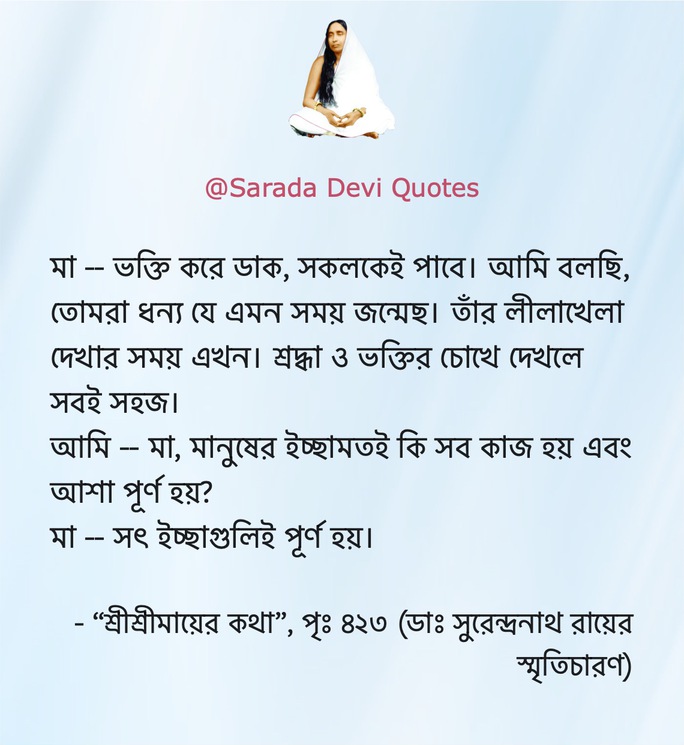 @Sarada Devi Quotes
মা -- ভক্তি করে ডাক, সকলকেই পাবে। আমি বলছি,
তোমরা ধন্য যে এমন সময় জন্মেছ। তাঁর লীলাখেলা
দেখার সময় এখন। শ্রদ্ধা ও ভক্তির চোখে দেখলে
সবই সহজ।
আমি -- মা, মানুষের ইচ্ছামতই কি সব কাজ হয় এবং
আশা পূর্ণ হয়?
মা -- সৎ ইচ্ছাগুলিই পূর্ণ হয়।
- “শ্রীশ্রীমায়ের কথা”, পৃঃ ৪২৩ (ডাঃ সুরেন্দ্রনাথ রায়ের
স্মৃতিচারণ)